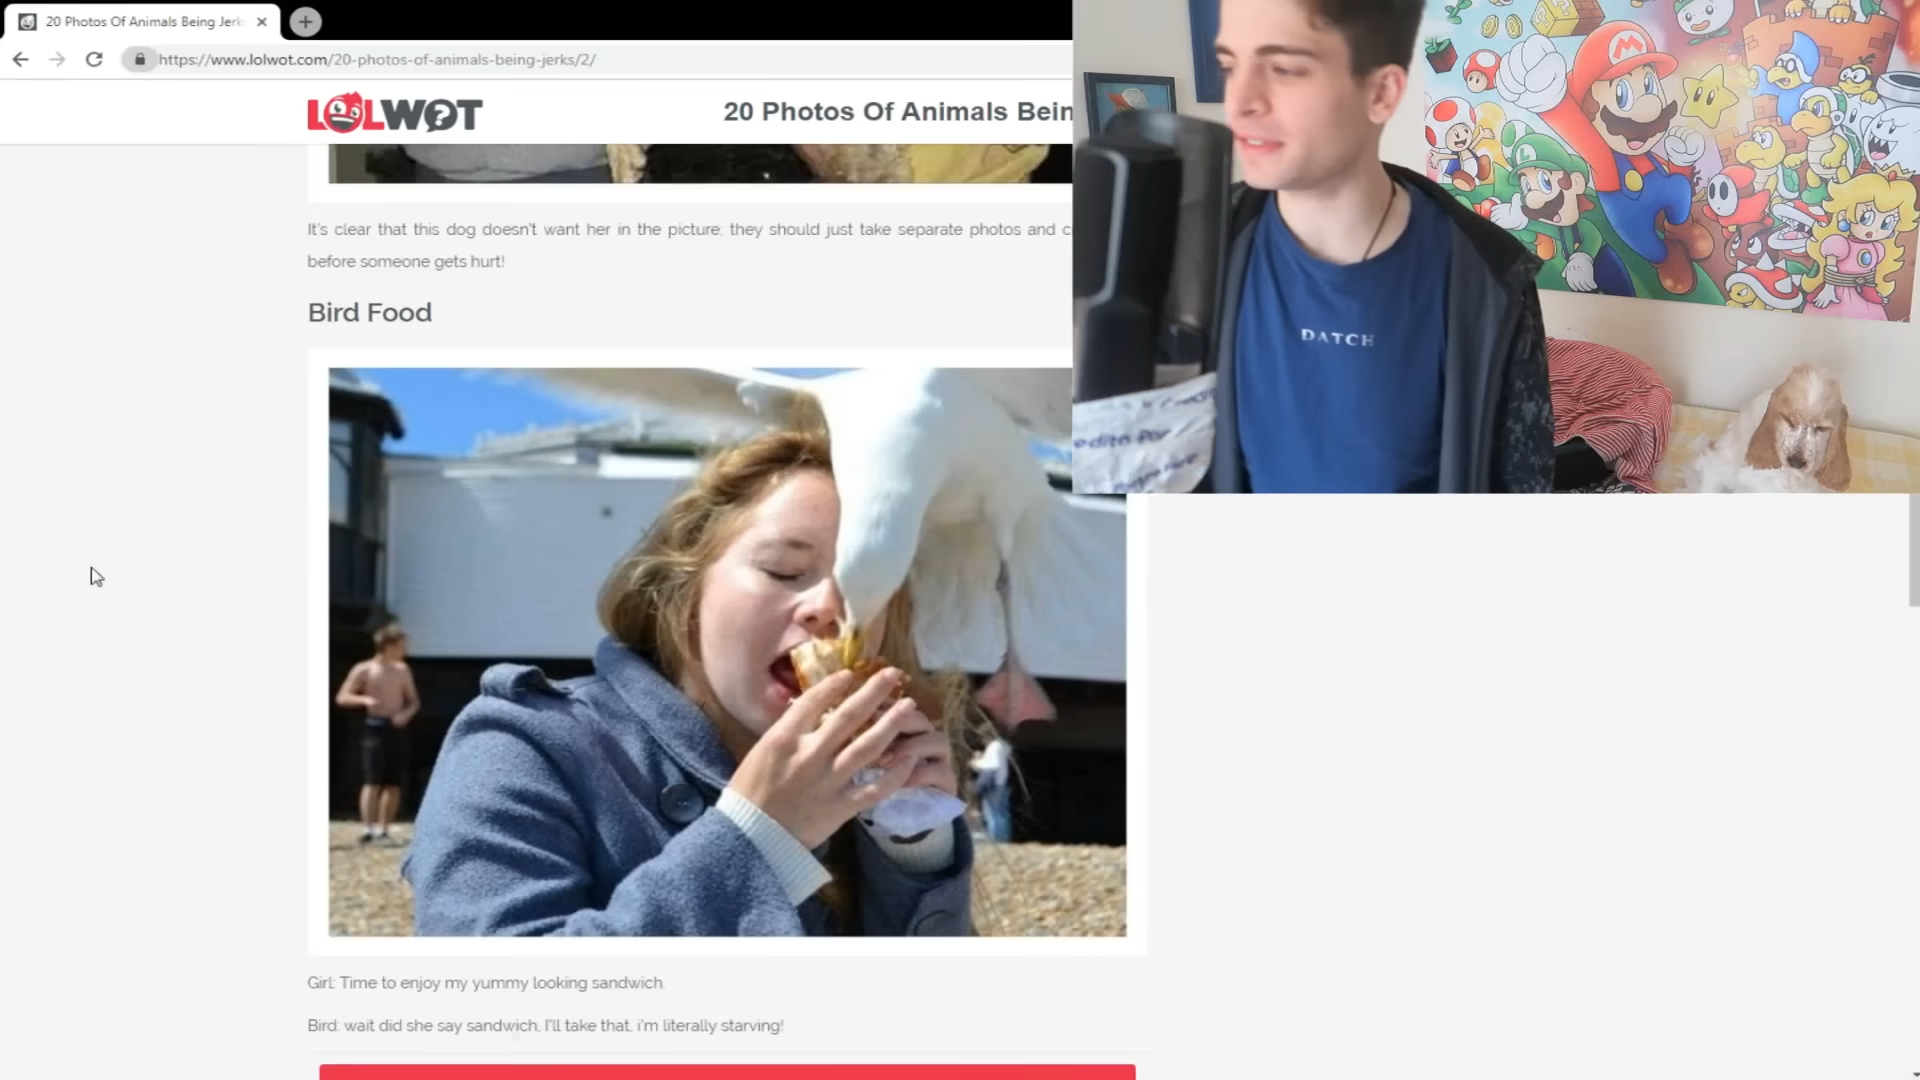 20 Photos Of Animals Being Jerk
https://www.lolwot.com/20-photos-of-animals-being-jerks/2/
LOLWOT
20 Photos Of Animals Bein
It's clear that this dog doesn't want her in the picture; they should just take separate photos and c
before someone gets hurt!
Bird Food
DATCH
Girl: Time to enjoy my yummy looking sandwich.
Bird: wait did she say sandwich, I'll take that, i'm literally starving!